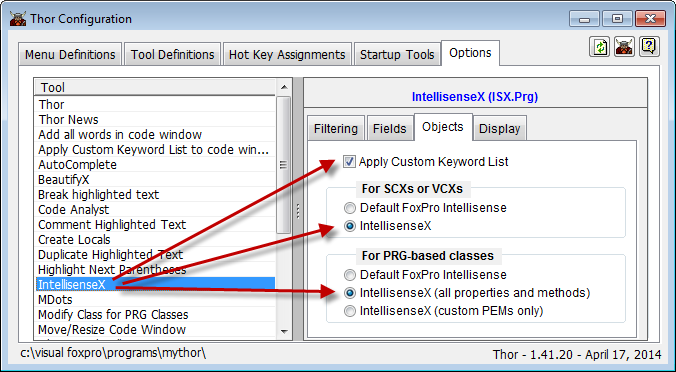 Thor Configuration
Menu Definitions
Tool Definitions
Hot Key Assignments
Startup Tools
Options
Tool
Thor
Thor News
Add all words in code window
Apply Custom Keyword List to code win...
AutoComplete
BeautifyX
Break highlighted text
Code Analyst
Comment Highlighted Text
Create Locals
Duplicate Highlighted Text
Highlight Next Parentheses
IntellisenseX
MDots
Modify Class for PRG Classes
Move/Resize Code Window
IntellisenseX (ISX.Prg)
Filtering
Fields
Objects
Display
Apply Custom Keyword List
For SCXs or VCXs
Default FoxPro Intellisense
IntellisenseX
For PRG-based classes
Default FoxPro Intellisense
IntellisenseX (all properties and methods)
IntellisenseX (custom PEMs only)
c:\visual foxpro\programs\mythor\
Thor - 1.41.20 - April 17, 2014